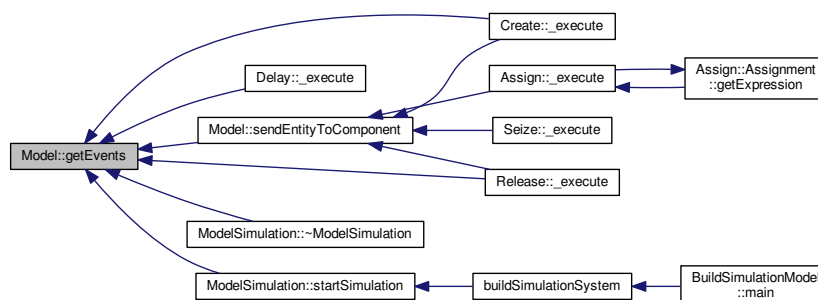 Create::_execute
Assign::_execute
Assign::Assignment
::getExpression
Delay::_execute
Model::sendEntityToComponent
Seize::_execute
Model::getEvents
Release::_execute
ModelSimulation::~ModelSimulation
ModelSimulation::startSimulation
buildSimulationSystem
BuildSimulationModel
::main